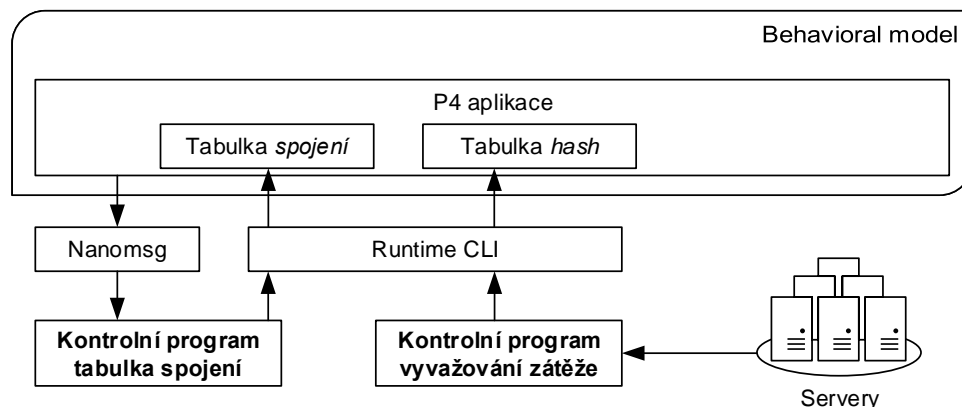 Behavioral model
P4 aplikace
Tabulka spojení
Tabulka hash
Nanomsg
Runtime CLI
Kontrolní program
tabulka spojení
Kontrolní program
vyvažování zátěže
Servery